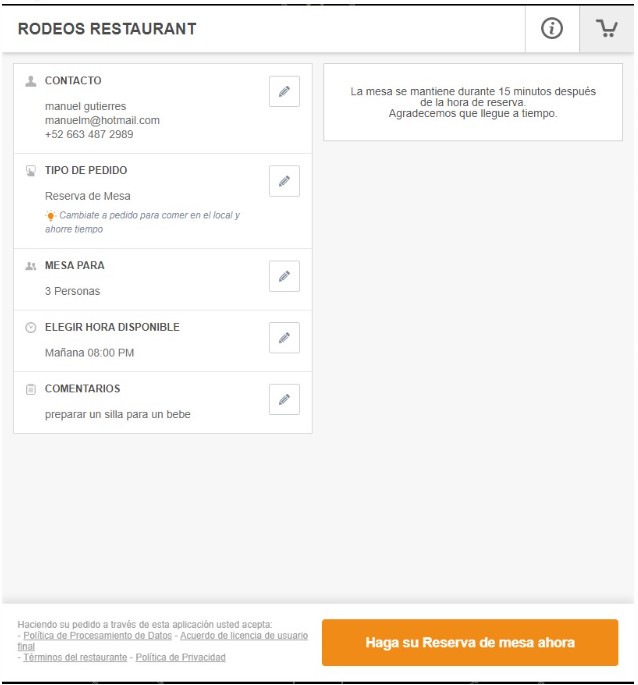 RODEOS RESTAURANT
CONTACTO
manuel gutierres
manuelm@hotmail.com
+52 663 487 2989
TIPO DE PEDIDO
Reserva de Mesa
Cambiate a pedido para comer en el local y
ahorre tiempo
MESA PARA
3 Personas
ELEGIR HORA DISPONIBLE
Mañana 08:00 PM
COMENTARIOS
preparar un silla para un bebe
La mesa se mantiene durante 15 minutos después
de la hora de reserva.
Agradecemos que llegue a tiempo.
Haciendo su pedido a través de esta aplicación usted acepta:
- Política de Procesamiento de Datos - Acuerdo de licencia de usuario
final
- Términos del restaurante - Política de Privacidad
Haga su Reserva de mesa ahora